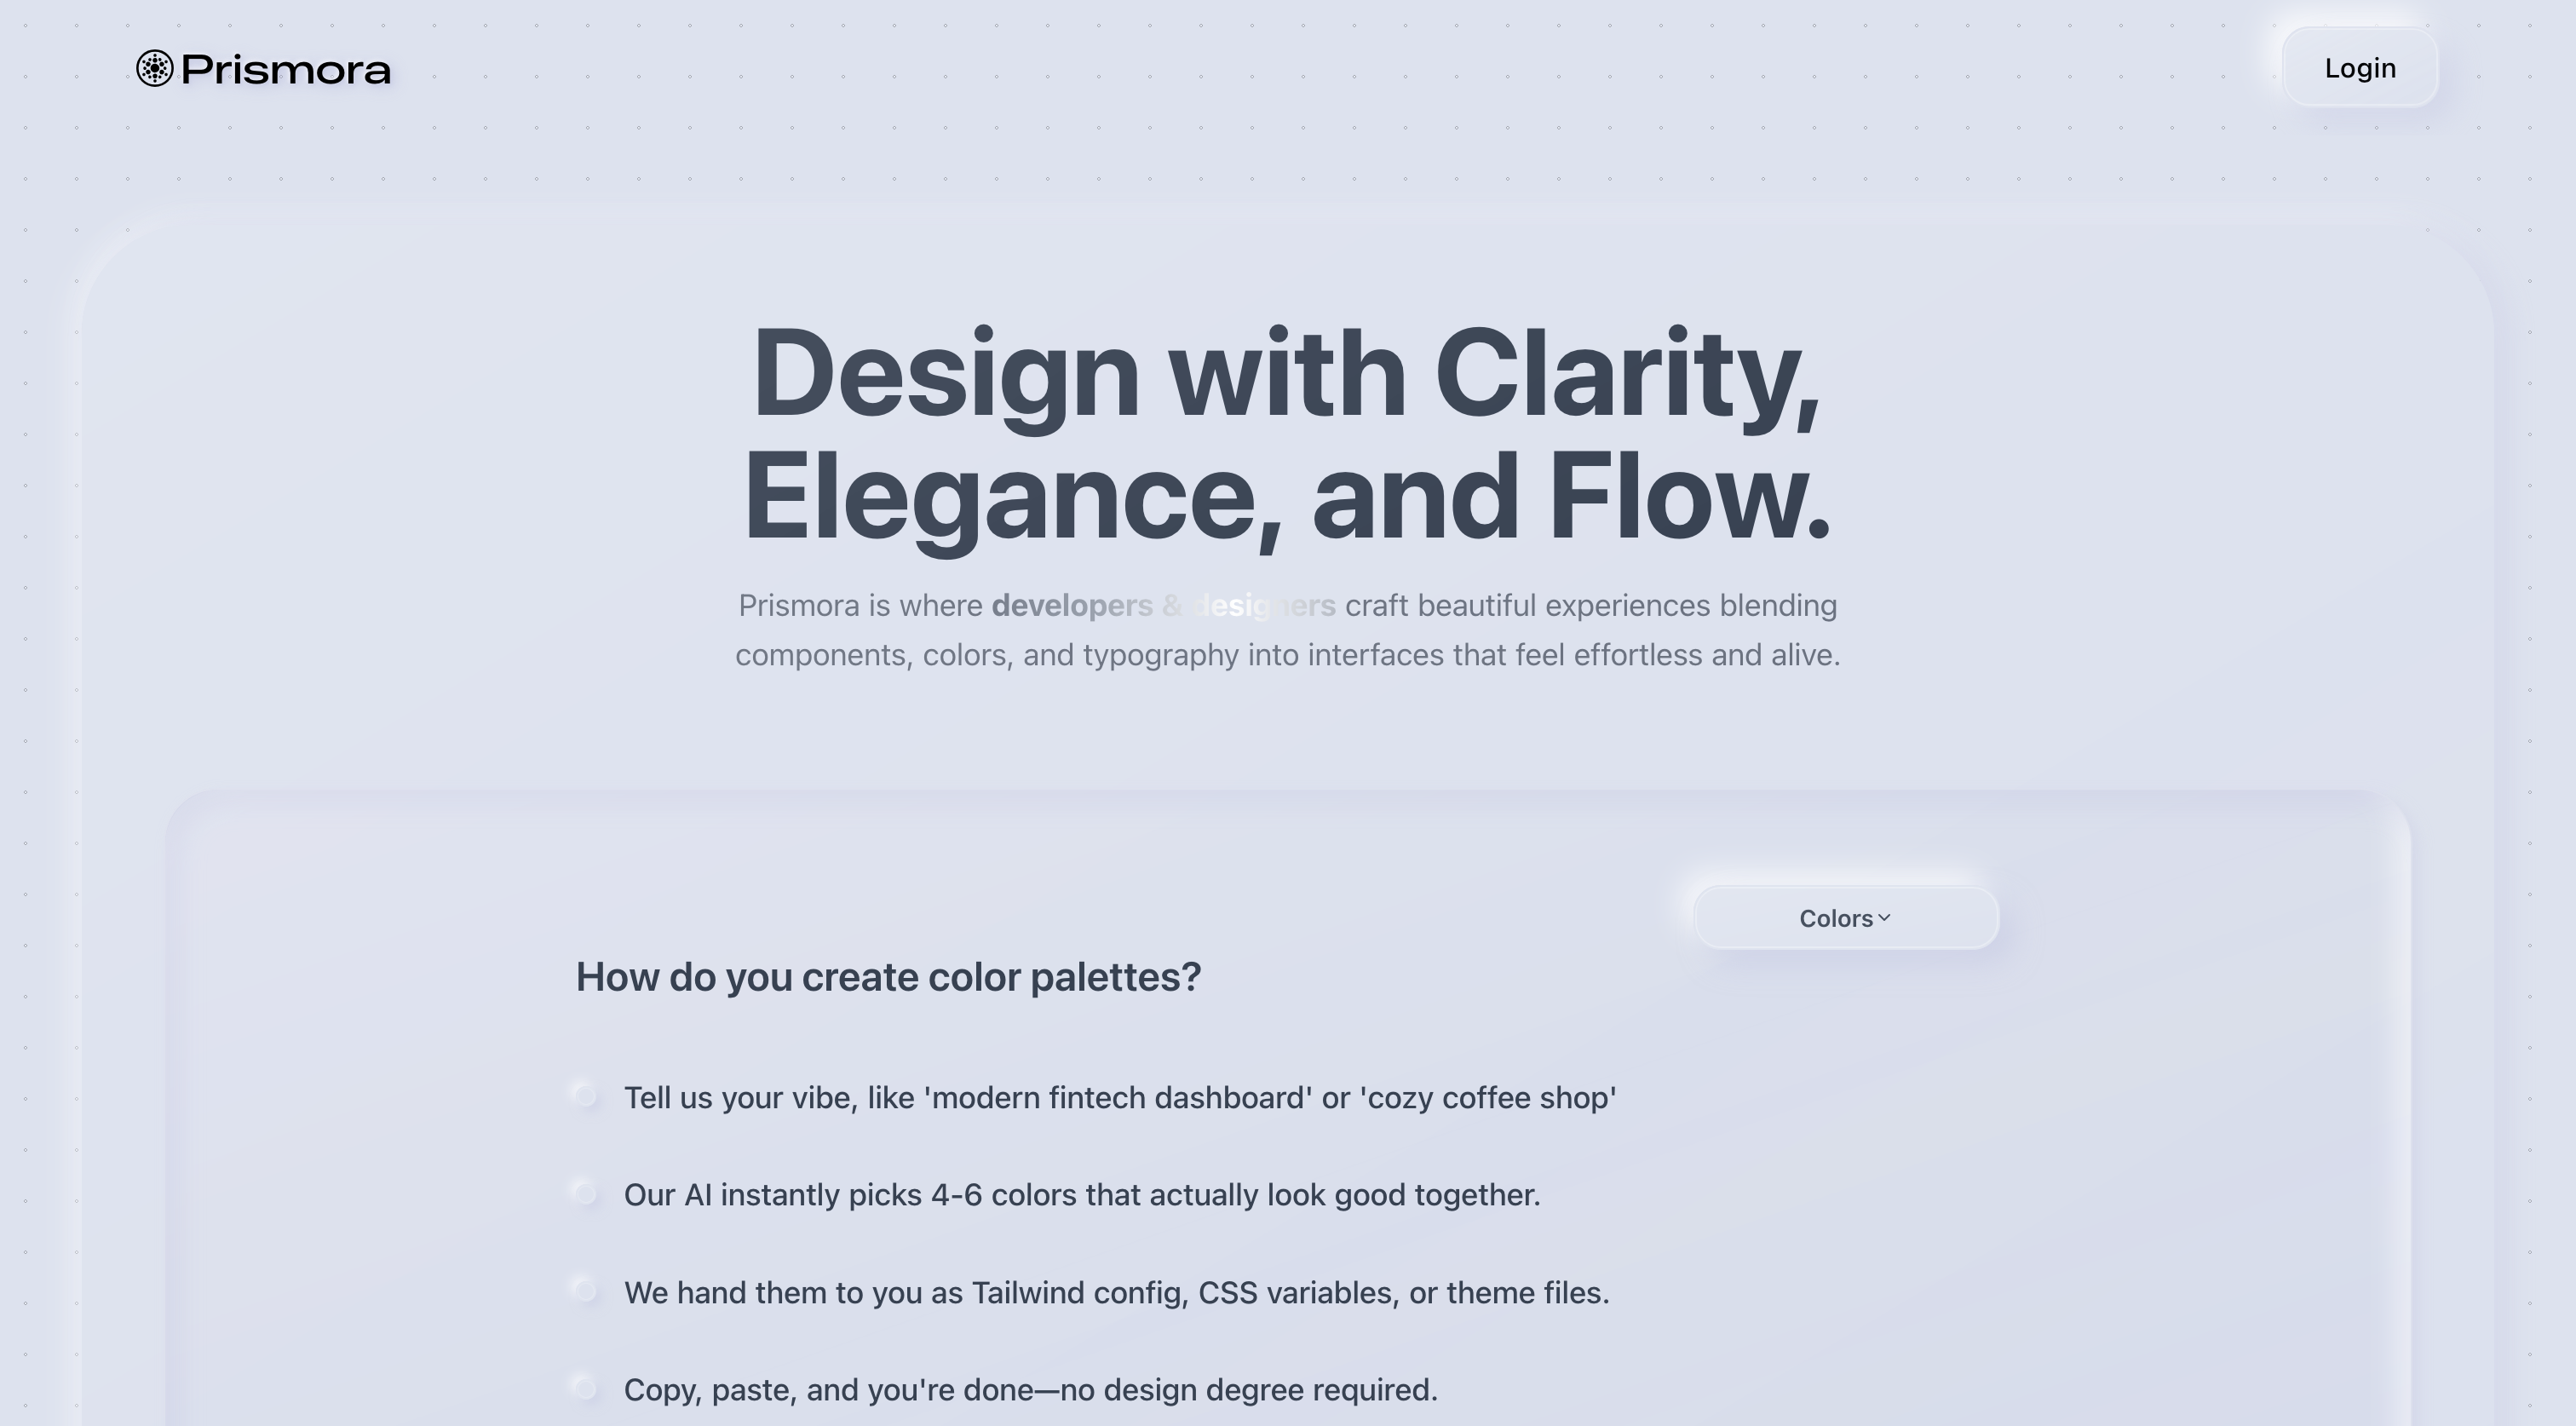 Prismora
Login
Design with Clarity,
Elegance, and Flow.
Prismora is where developers & designers craft beautiful experiences blending
components, colors, and typography into interfaces that feel effortless and alive.
Colors
How do you create color palettes?
Tell us your vibe, like 'modern fintech dashboard' or 'cozy coffee shop'
Our AI instantly picks 4-6 colors that actually look good together.
We hand them to you as Tailwind config, CSS variables, or theme files.
Copy, paste, and you're done—no design degree required.